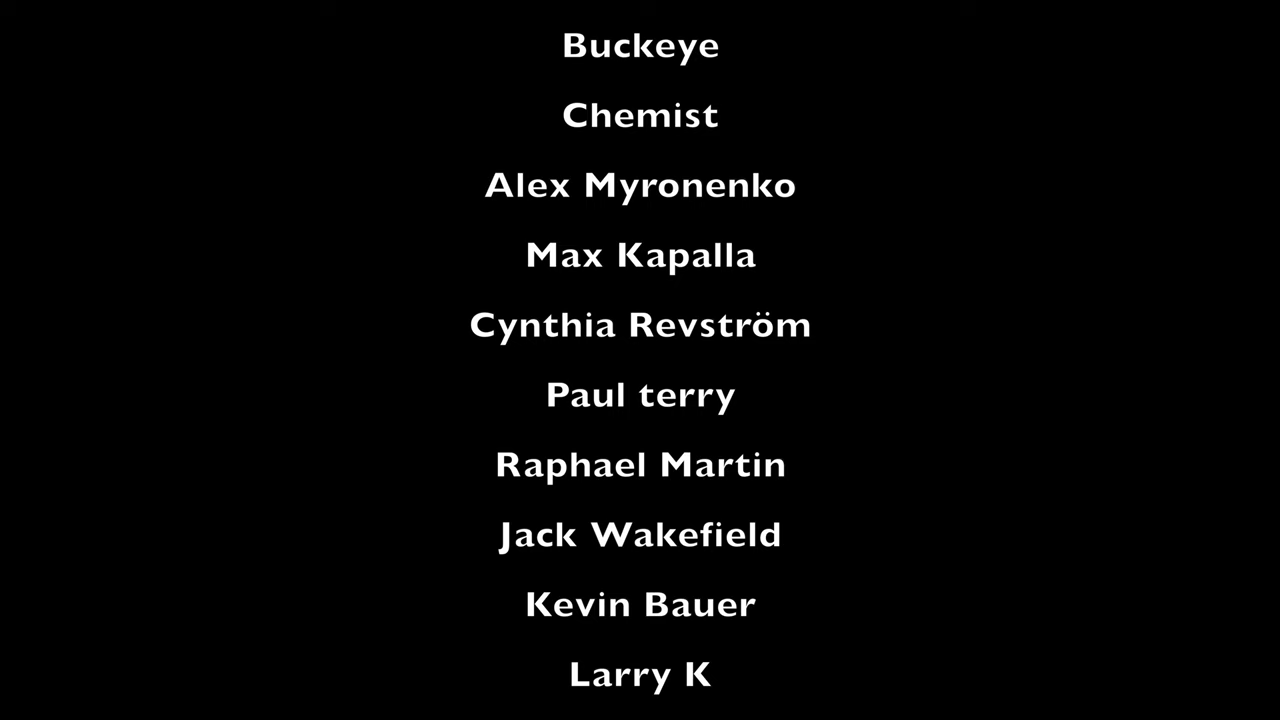 Buckeye
Chemist
Alex Myronenko
Max Kapalla
Cynthia Revström
Paul terry
Raphael Martin
Jack Wakefield
Kevin Bauer
Larry K